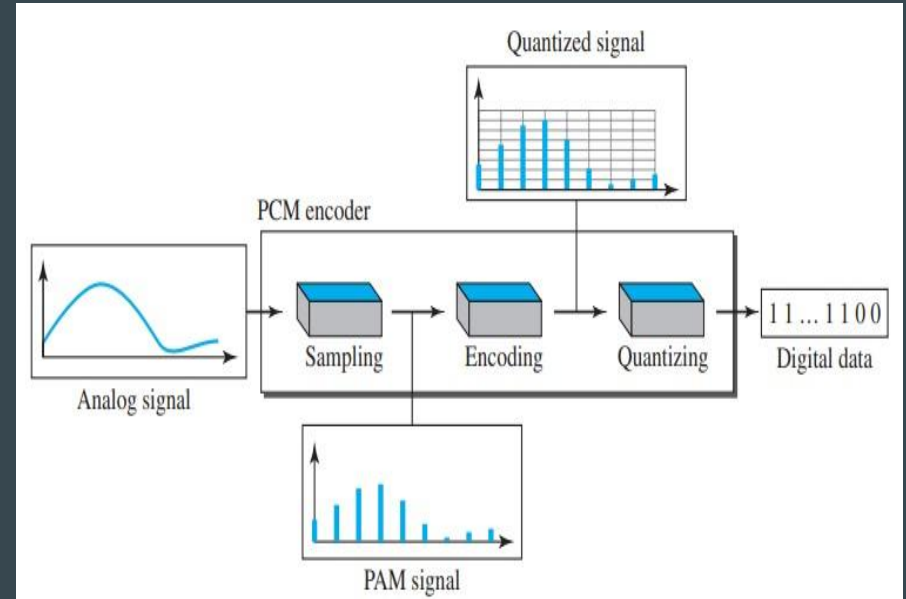 Quantized signal
PCM encoder
Sampling
Encoding
Quantizing
11...1100
Digital data
Analog signal
PAM signal